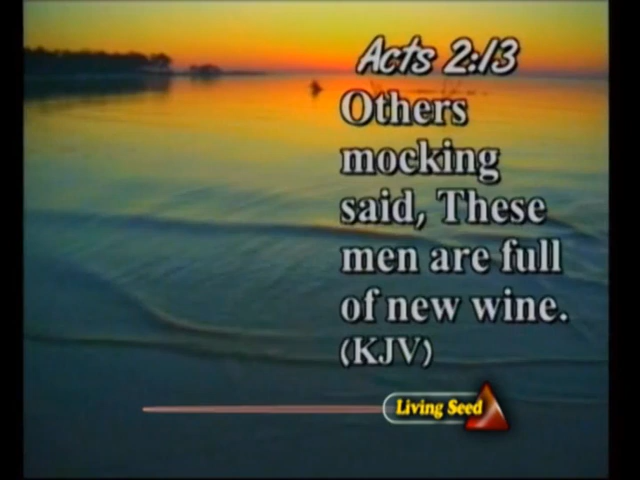 Acts 2:13
Others
mocking
said, These
men are full
of new wine.
(KJV)
Living Seed